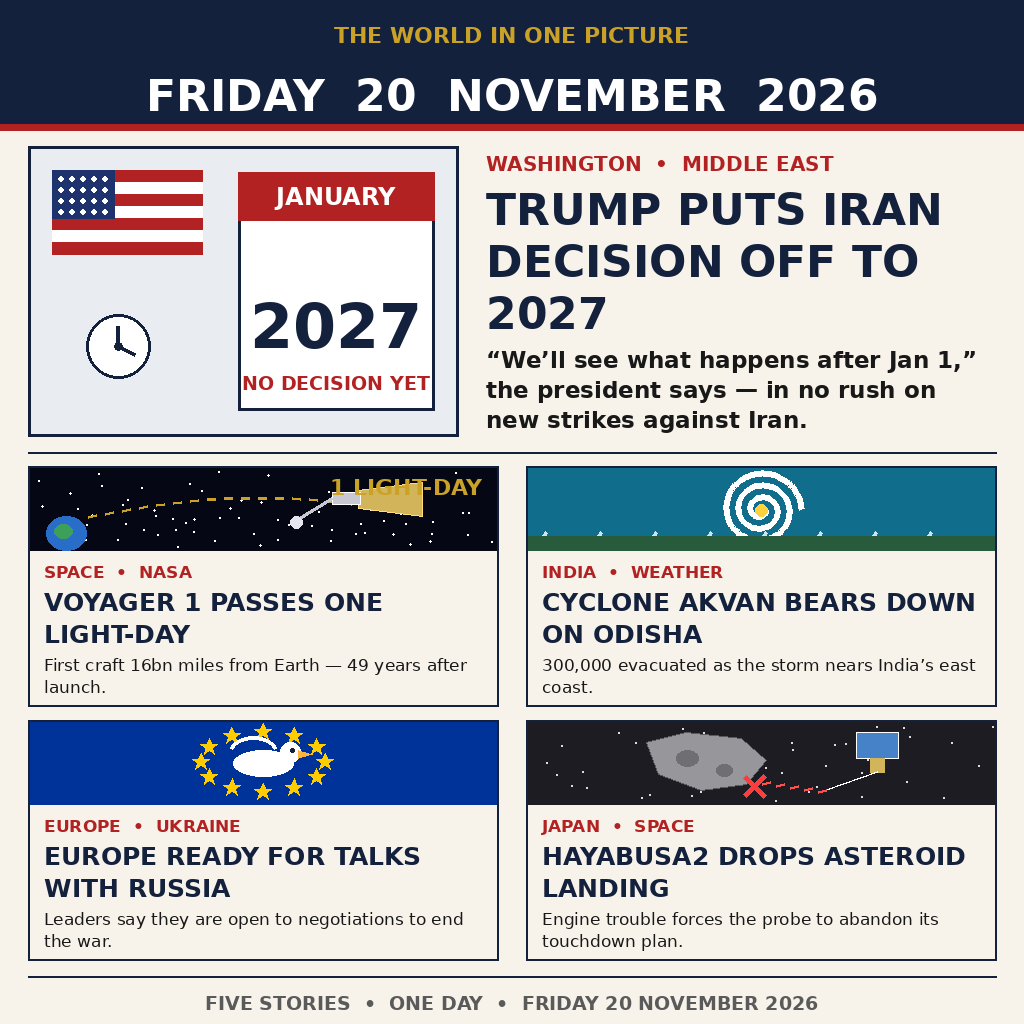 THE WORLD IN ONE PICTURE
FRIDAY 20 NOVEMBER 2026
JANUARY
2027
NO DECISION YET
WASHINGTON • MIDDLE EAST
TRUMP PUTS IRAN
DECISION OFF TO
2027
“We’ll see what happens after Jan 1,”
the president says — in no rush on
new strikes against Iran.
1 LIGHT-DAY
SPACE • NASA
VOYAGER 1 PASSES ONE
LIGHT-DAY
First craft 16bn miles from Earth — 49 years after
launch.
INDIA • WEATHER
CYCLONE AKVAN BEARS DOWN
ON ODISHA
300,000 evacuated as the storm nears India’s east
coast.
EUROPE • UKRAINE
EUROPE READY FOR TALKS
WITH RUSSIA
Leaders say they are open to negotiations to end
the war.
JAPAN • SPACE
HAYABUSA2 DROPS ASTEROID
LANDING
Engine trouble forces the probe to abandon its
touchdown plan.
FIVE STORIES • ONE DAY • FRIDAY 20 NOVEMBER 2026